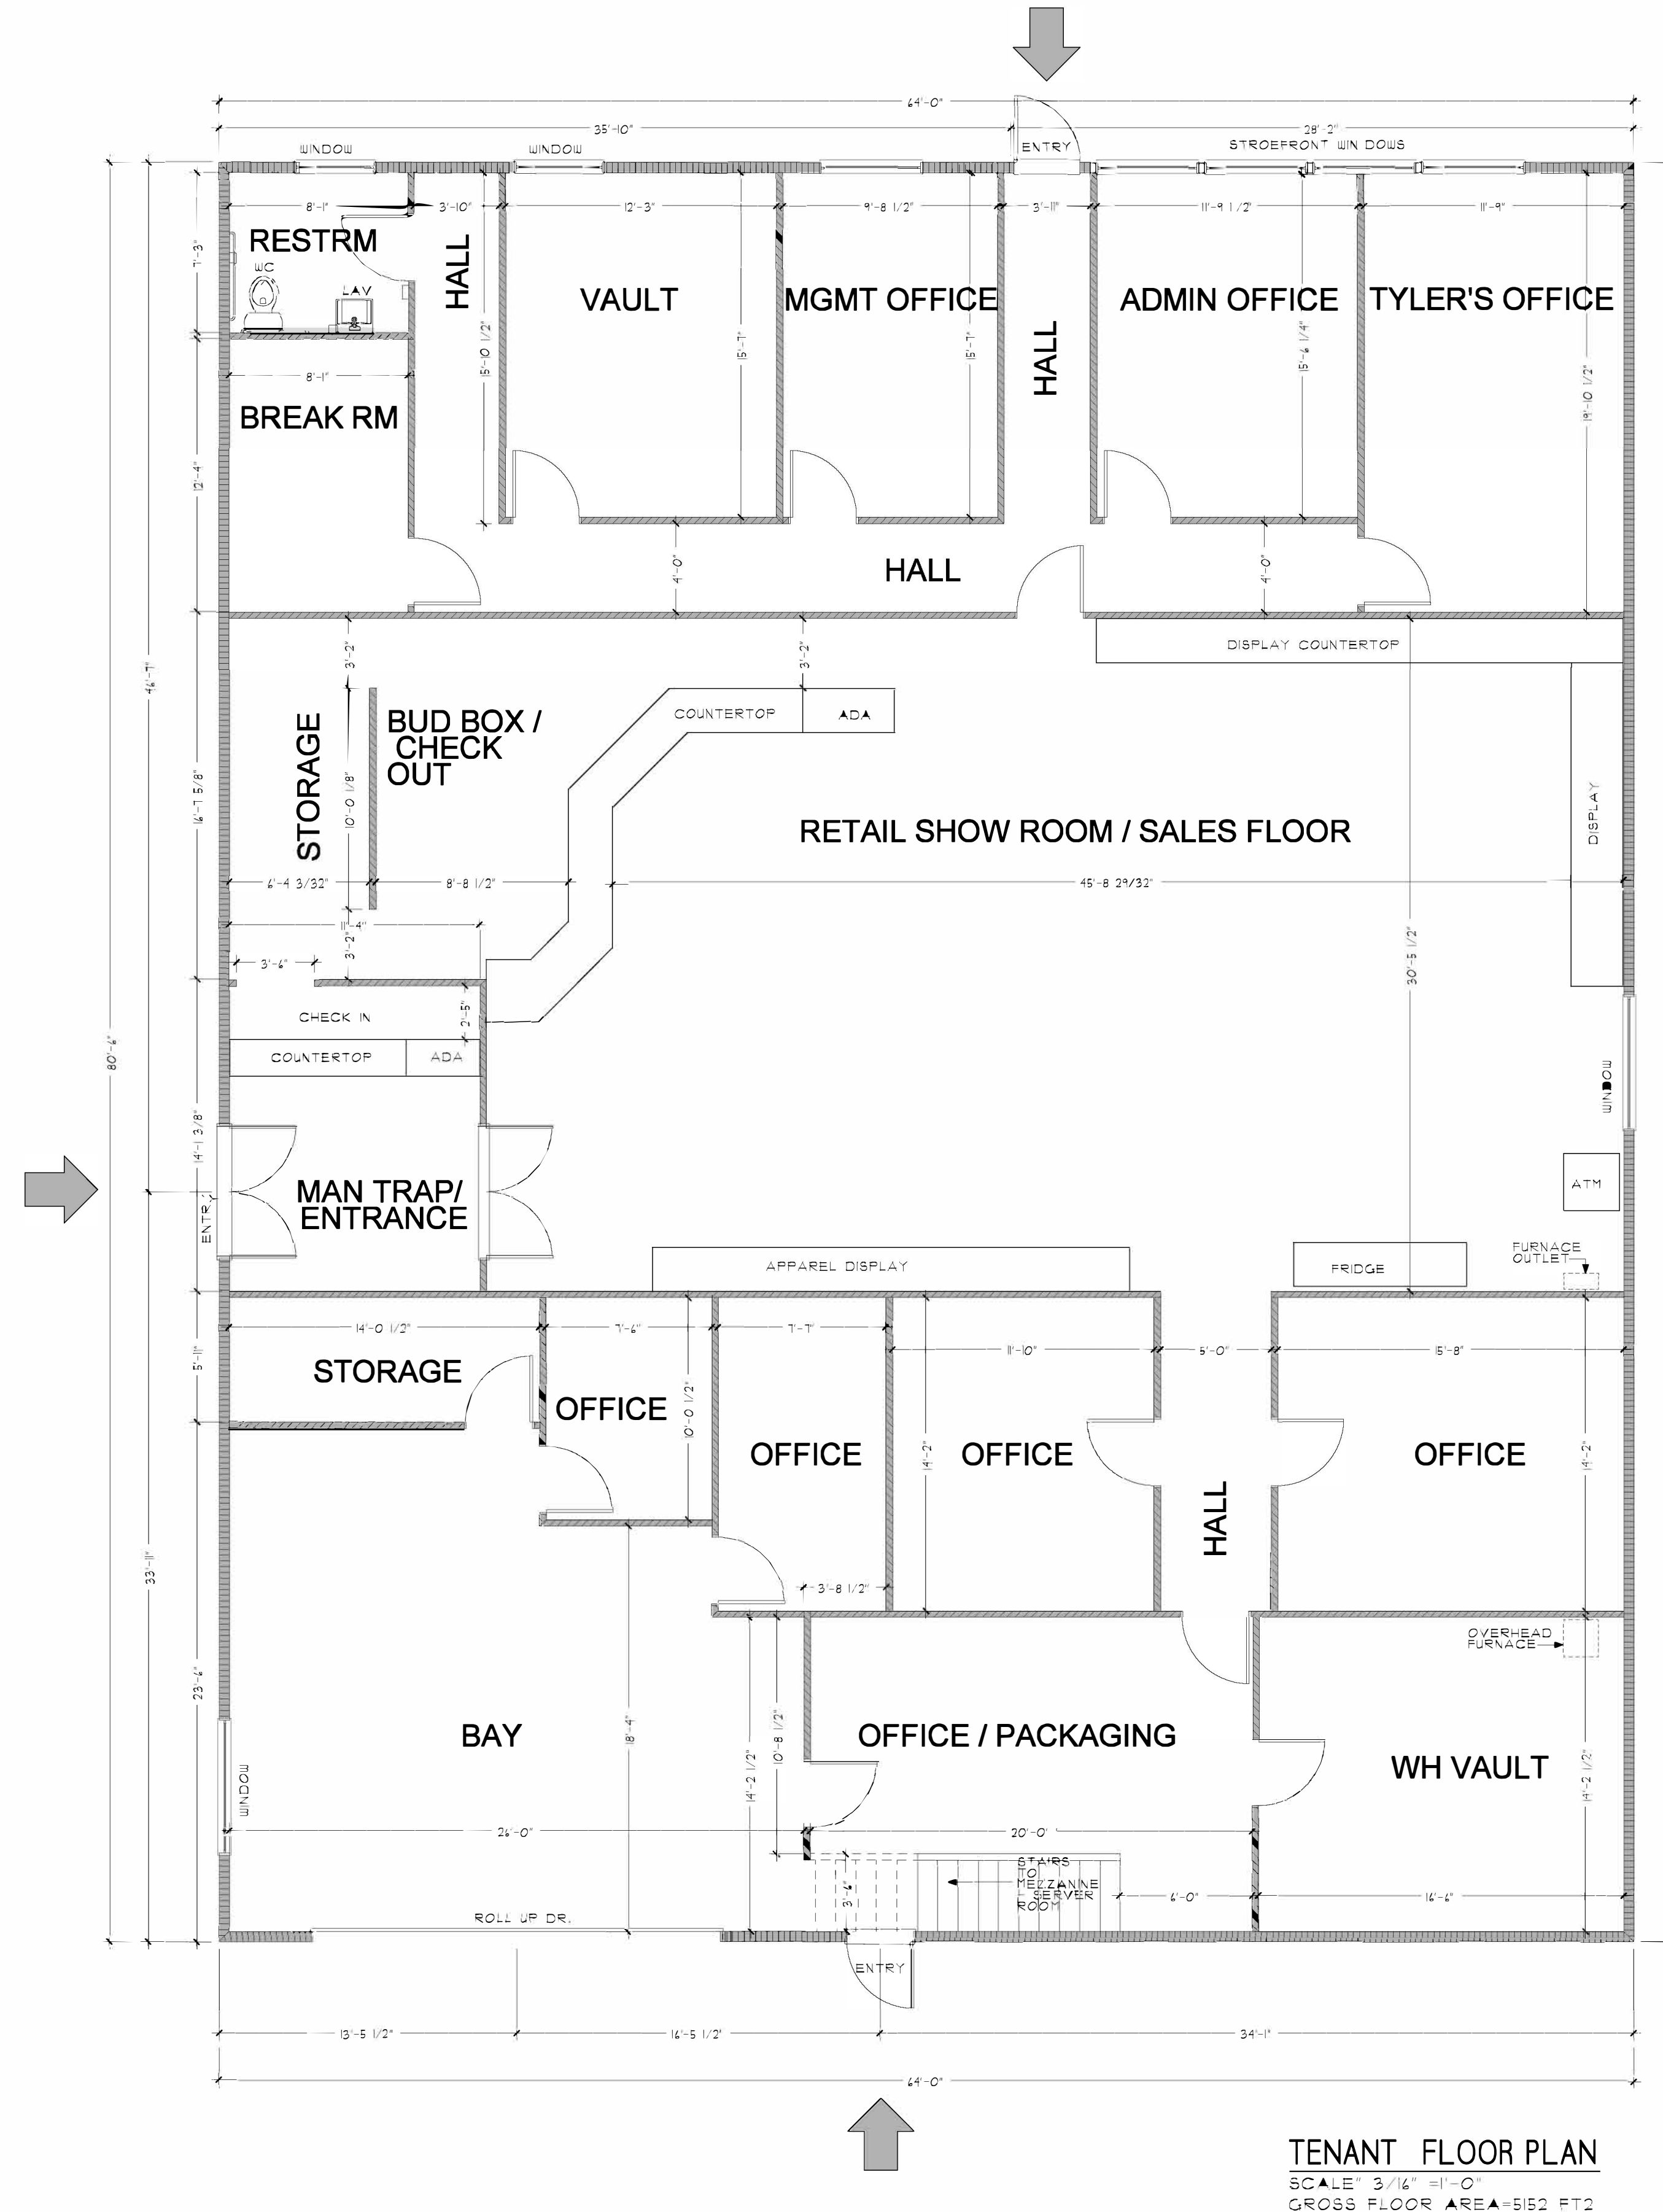 64'-0"
35'-10"
28'-2"
WINDOW
WINDOW
ENTRY
STROEFRONT WIN DOWS
8'-1"
3'-10"
12'-3"
9'-8 1/2"
3'-11"
11'-9 1/2"
11'-9"
7'-3"
RESTRM
WC
LAV
HALL
VAULT
MGMT OFFICE
HALL
ADMIN OFFICE
TYLER'S OFFICE
15'-10 1/2"
15'-7"
15'-7"
15'-6 1/4"
19'-10 1/2"
8'-1"
BREAK RM
12'-4"
HALL
4'-0"
4'-0"
DISPLAY COUNTERTOP
3'-2"
3'-2"
46'-7"
STORAGE
BUD BOX /
CHECK
OUT
COUNTERTOP
ADA
16'-7 5/8"
10'-0 1/8"
RETAIL SHOW ROOM / SALES FLOOR
DISPLAY
6'-4 3/32"
8'-8 1/2"
45'-8 29/32"
11'-4"
3'-2"
3'-6"
30'-5 1/2"
CHECK IN
2'-5"
COUNTERTOP
ADA
80'-6"
WINDOW
14'-1 3/8"
ENTRY
MAN TRAP/
ENTRANCE
ATM
APPAREL DISPLAY
FRIDGE
FURNACE
OUTLET
14'-0 1/2"
7'-6"
7'-7"
11'-10"
5'-0"
15'-8"
5'-11"
STORAGE
OFFICE
10'-0 1/2"
OFFICE
14'-2"
OFFICE
HALL
OFFICE
14'-2"
33'-11"
3'-8 1/2"
OVERHEAD
FURNACE
23'-6"
BAY
18'-4"
14'-2 1/2"
10'-8 1/2"
OFFICE / PACKAGING
WH VAULT
14'-2 1/2"
WINDOW
26'-0"
20'-0'
3'-6"
STAIRS
TO
MEZZANINE
- SERVER
ROOM
6'-0"
16'-6"
ROLL UP DR.
ENTRY
13'-5 1/2"
16'-5 1/2'
34'-1"
64'-0"
TENANT FLOOR PLAN
SCALE" 3/16" =1'-0"
GROSS FLOOR AREA=5152 FT2